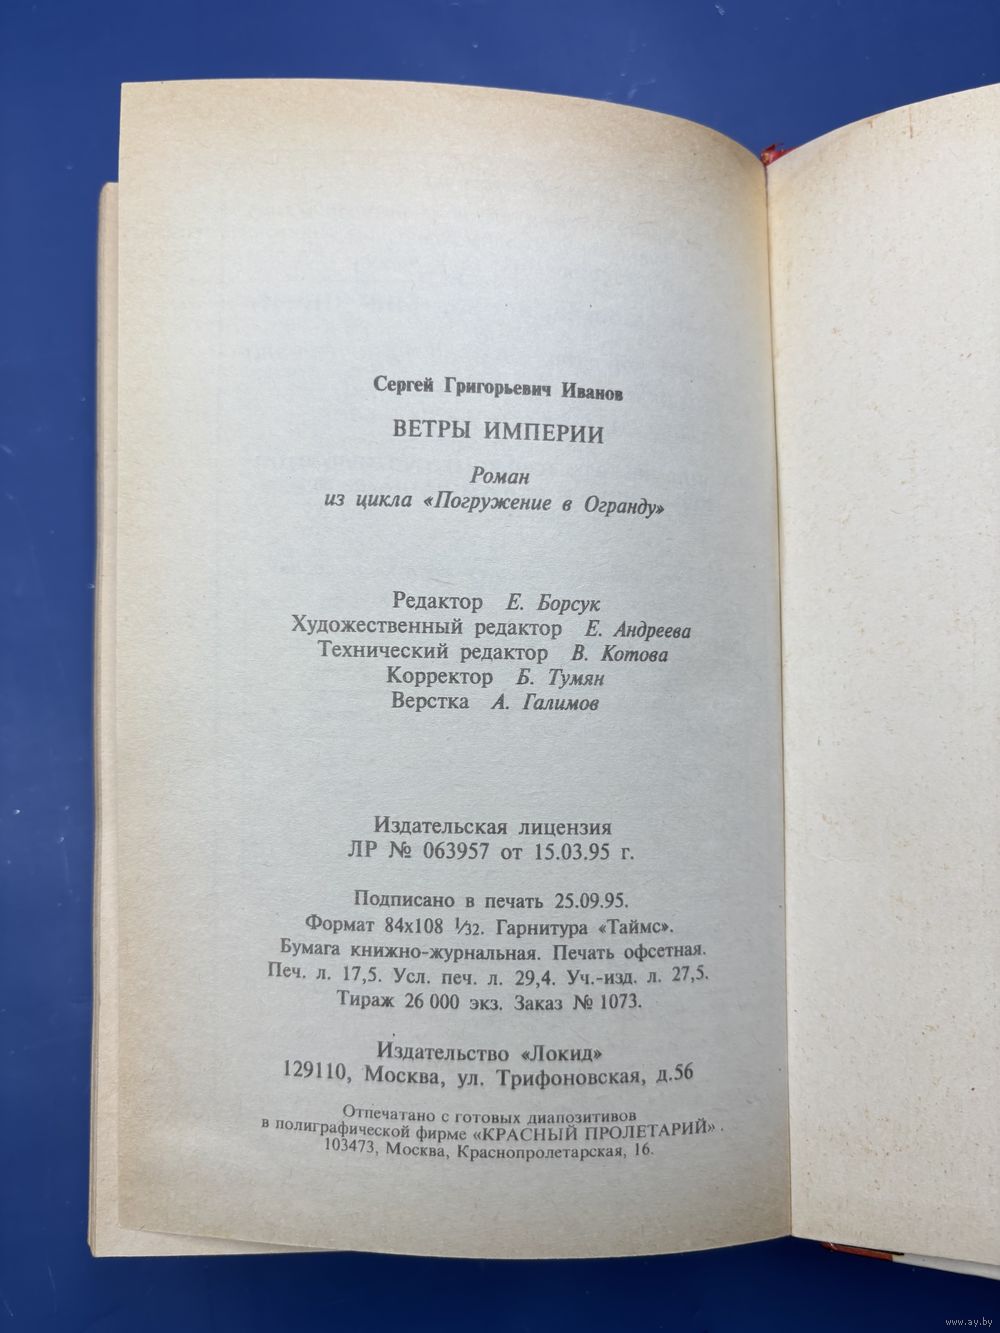 Сергей Григорьевич Иванов
ВЕТРЫ ИМПЕРИИ
Роман
из цикла «Погружение в Огранду»
Редактор Е. Борсук
Художественный редактор Е. Андреева
Технический редактор В. Котова
Корректор Б. Тумян
Верстка А. Галимов
Издательская лицензия
ЛР № 063957 от 15.03.95 г.
Подписано в печать 25.09.95.
Формат 84х108 1/32. Гарнитура «Таймс».
Бумага книжно-журнальная. Печать офсетная.
Печ. л. 17,5. Усл. печ. л. 29,4. Уч.-изд. л. 27,5.
Тираж 26 000 экз. Заказ № 1073.
Издательство «Локид»
129110, Москва, ул. Трифоновская, д.56
Отпечатано с готовых диапозитивов
в полиграфической фирме «КРАСНЫЙ ПРОЛЕТАРИЙ».
103473, Москва, Краснопролетарская, 16.
www.ay.by